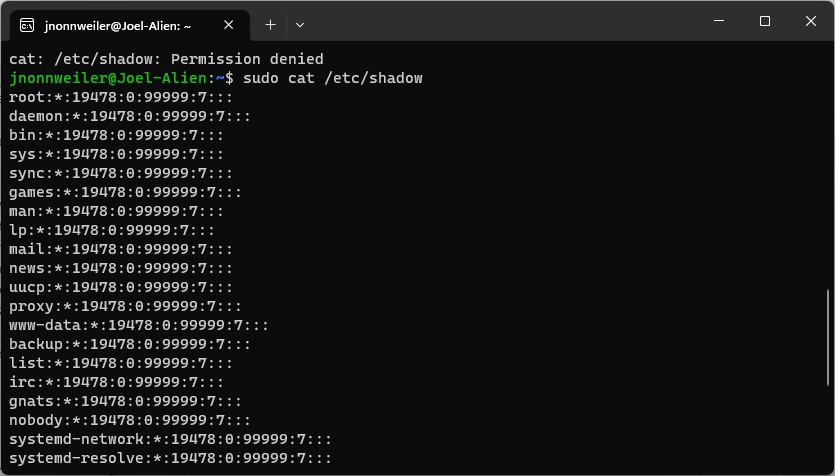 jnonnweiler@Joel-Alien: ~
cat: /etc/shadow: Permission denied
jnonnweiler@Joel-Alien:~$ sudo cat /etc/shadow
root:*:19478:0:99999:7:::
daemon:*:19478:0:99999:7:::
bin:*:19478:0:99999:7:::
sys:*:19478:0:99999:7:::
sync:*:19478:0:99999:7:::
games:*:19478:0:99999:7:::
man:*:19478:0:99999:7:::
lp:*:19478:0:99999:7:::
mail:*:19478:0:99999:7:::
news:*:19478:0:99999:7:::
uucp:*:19478:0:99999:7:::
proxy:*:19478:0:99999:7:::
www-data:*:19478:0:99999:7:::
backup:*:19478:0:99999:7:::
list:*:19478:0:99999:7:::
irc:*:19478:0:99999:7:::
gnats:*:19478:0:99999:7:::
nobody:*:19478:0:99999:7:::
systemd-network:*:19478:0:99999:7:::
systemd-resolve:*:19478:0:99999:7:::